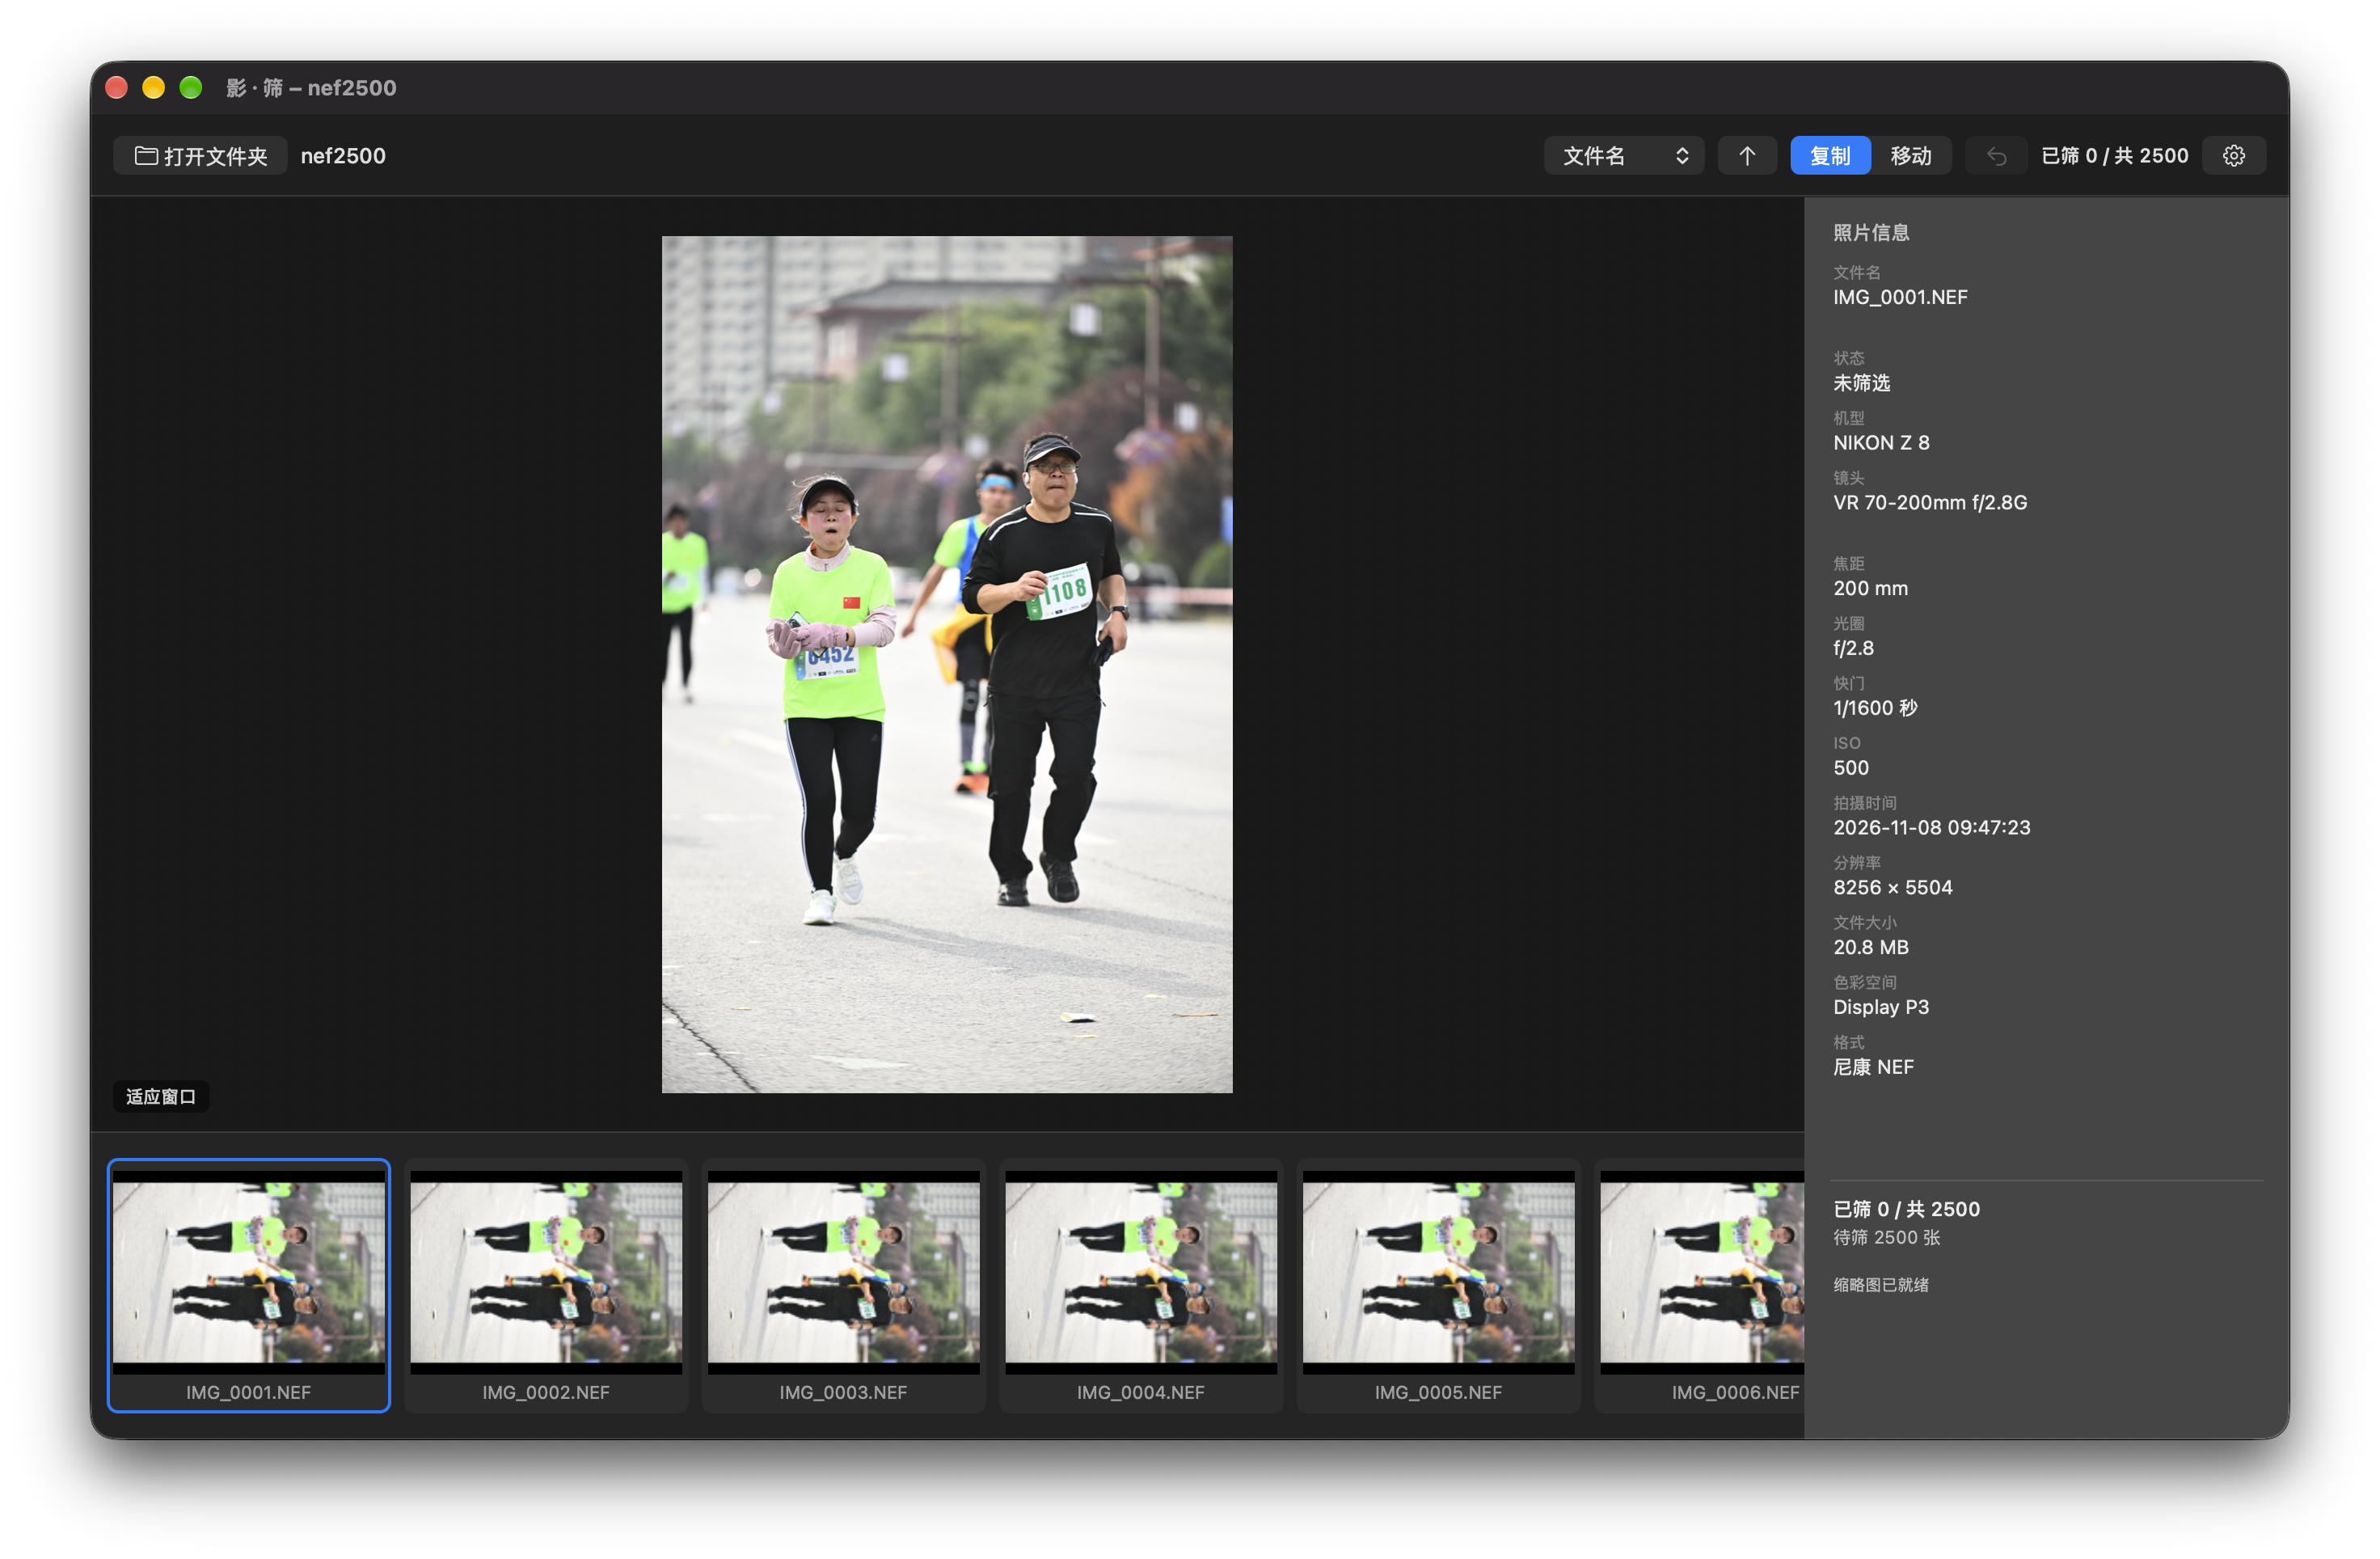 影 · 筛 – nef2500
打开文件夹 nef2500 文件名 复制 移动 已筛 0 / 共 2500
照片信息
文件名
IMG_0001.NEF
状态
未筛选
机型
NIKON Z 8
镜头
VR 70-200mm f/2.8G
焦距
200 mm
光圈
f/2.8
快门
1/1600 秒
ISO
500
拍摄时间
2026-11-08 09:47:23
分辨率
8256 × 5504
文件大小
20.8 MB
色彩空间
Display P3
格式
尼康 NEF
已筛 0 / 共 2500
待筛 2500 张
缩略图已就绪
1108
6452
适应窗口
IMG_0001.NEF
IMG_0002.NEF
IMG_0003.NEF
IMG_0004.NEF
IMG_0005.NEF
IMG_0006.NEF